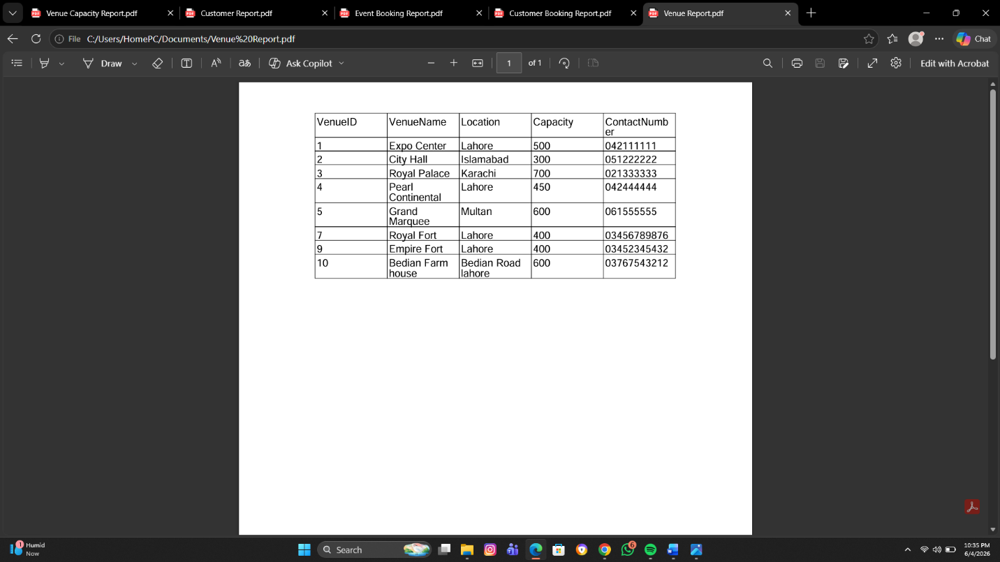 Venue Capacity Report.pdf
Customer Report.pdf
Event Booking Report.pdf
Customer Booking Report.pdf
Venue Report.pdf
File C:/Users/HomePC/Documents/Venue%20Report.pdf
Chat
Draw
aあ
Ask Copilot
1 of 1
Edit with Acrobat
VenueID VenueName Location Capacity ContactNumb
er
1 Expo Center Lahore 500 042111111
2 City Hall Islamabad 300 051222222
3 Royal Palace Karachi 700 021333333
4 Pearl Lahore 450 042444444
Continental
5 Grand Multan 600 061555555
Marquee
7 Royal Fort Lahore 400 03456789876
9 Empire Fort Lahore 400 03452345432
10 Bedian Farm Bedian Road 600 03767543212
house lahore
1
Humid
Now
Search
6
10:35 PM
6/4/2026